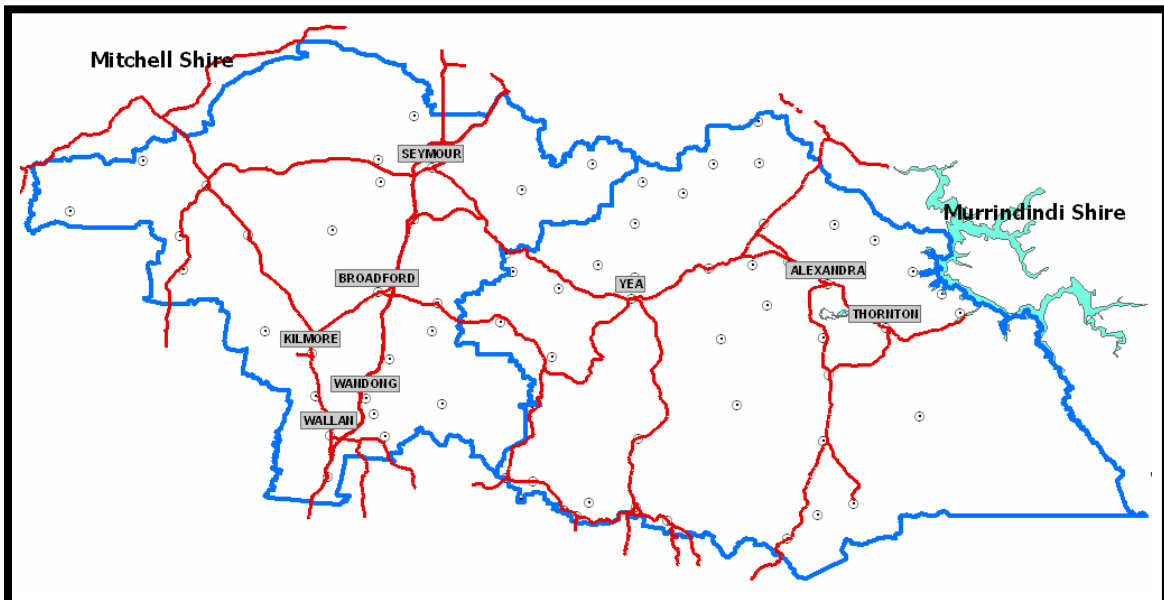 Mitchell Shire
SEYMOUR
Murrindindi Shire
BROADFORD
YEA
ALEXANDRA
THORNTON
KILMORE
WANDONG
WALLAN